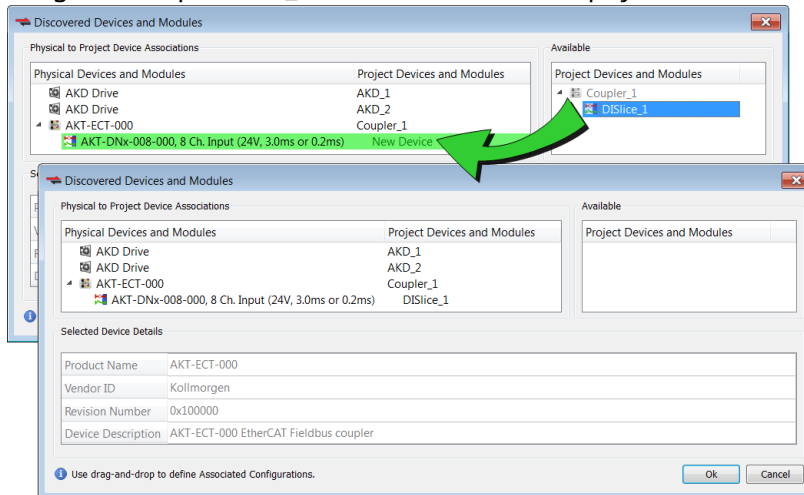 Discovered Devices and Modules
Physical to Project Device Associations
Available
Physical Devices and Modules Project Devices and Modules
Project Devices and Modules
AKD Drive AKD_1
Coupler_1
AKD Drive AKD_2
DISlice_1
AKT-ECT-000 Coupler_1
AKT-DNx-008-000, 8 Ch. Input (24V, 3.0ms or 0.2ms) New Device
Discovered Devices and Modules
Physical to Project Device Associations
Available
Physical Devices and Modules Project Devices and Modules
Project Devices and Modules
AKD Drive AKD_1
AKD Drive AKD_2
AKT-ECT-000 Coupler_1
AKT-DNx-008-000, 8 Ch. Input (24V, 3.0ms or 0.2ms) DISlice_1
Selected Device Details
Product Name AKT-ECT-000
Vendor ID Kollmorgen
Revision Number 0x100000
Device Description AKT-ECT-000 EtherCAT Fieldbus coupler
Use drag-and-drop to define Associated Configurations.
Ok Cancel